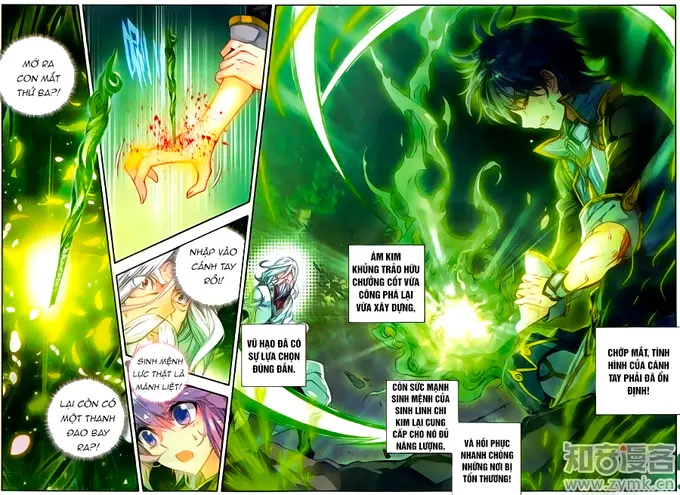 MỞ RA
CON MẮT
THỨ BA?!
NHẬP VÀO
CÁNH TAY
RỒI!
SINH MỆNH
LỰC THẬT LÀ
MÃNH LIỆT!
LẠI CÒN CÓ
MỘT THANH
ĐAO BAY
RA?!
VŨ HẠO ĐÃ CÓ
SỰ LỰA CHỌN
ĐÚNG ĐẮN.
ÁM KIM
KHỦNG TRẢO HỮU
CHƯỞNG CỐT VỪA
CÔNG PHÁ LẠI
VỪA XÂY DỰNG,
CÒN SỨC MẠNH
SINH MỆNH CỦA
SINH LINH CHI
KIM LẠI CUNG
CẤP CHO NÓ ĐỦ
NĂNG LƯỢNG,
VÀ HỒI PHỤC
NHANH CHÓNG
NHỮNG NƠI BỊ
TỔN THƯƠNG!
CHỚP MẮT, TÌNH
HÌNH CỦA CÁNH
TAY PHẢI ĐÃ ỔN
ĐỊNH!
知音漫客
www.zymk.cn